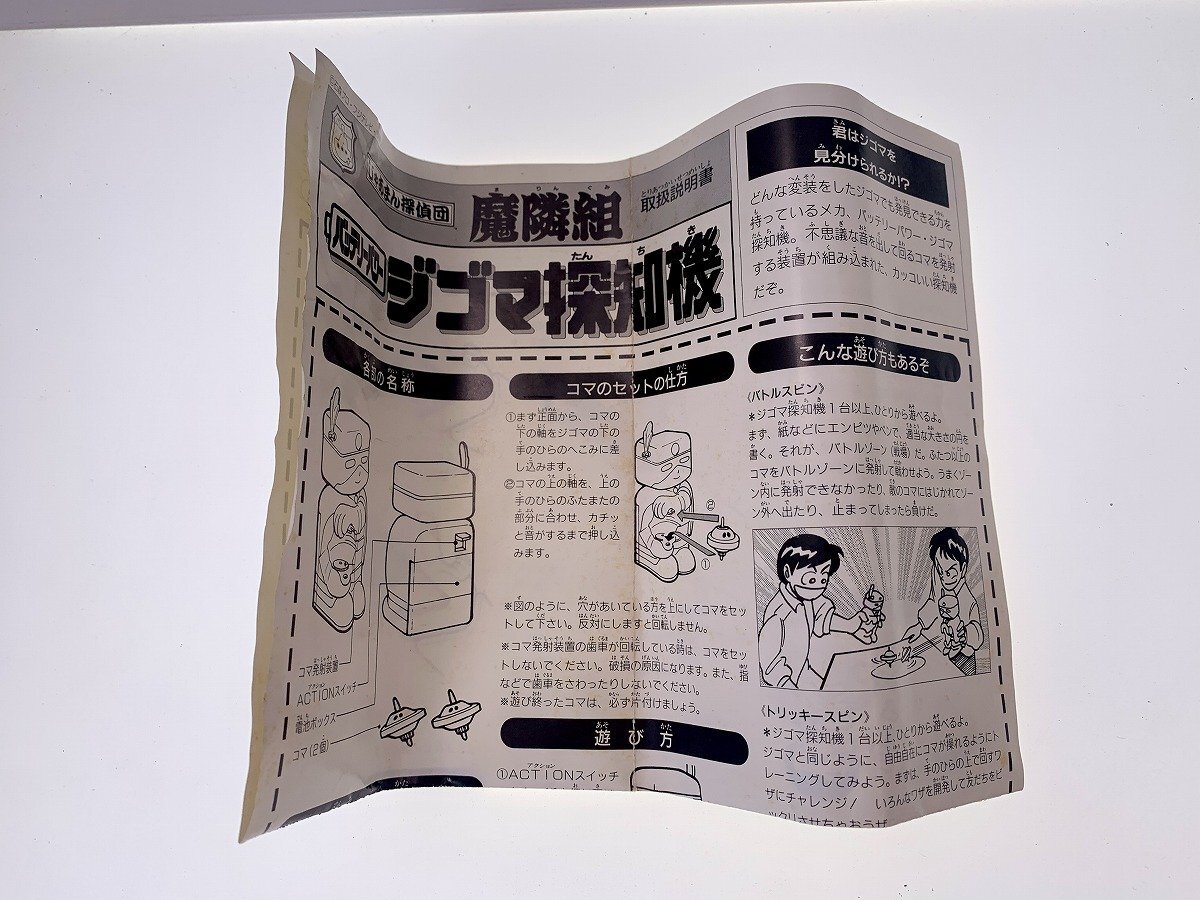 じゃあまん探偵団
魔隣組
取扱説明書
バッテリーパワー
ジゴマ探知機
君はジゴマを
見分けられるか!?
どんな変装をしたジゴマでも発見できる力を
持っているメカ、バッテリーパワー・ジゴマ
探知機。不思議な音を出して回るコマを発射
する装置が組み込まれた、カッコいい探知機
だぞ。
各部の名称
コマ発射装置
ACTIONスイッチ
電池ボックス
コマ(2個)
コマのセットの仕方
①まず正面から、コマの
下の軸をジゴマの下の
手のひらのへこみに差
し込みます。
②コマの上の軸を、上の
手のひらのふたまたの
部分に合わせ、カチッ
と音がするまで押し込
みます。
②
①
※図のように、穴があいている方を上にしてコマをセッ
トして下さい。反対にしますと回転しません。
※コマ発射装置の歯車が回転している時は、コマをセッ
トしないでください。破損の原因になります。また、指
などで歯車をさわったりしないでください。
※遊び終ったコマは、必ず片付けましょう。
遊び方
①ACTIONスイッチ
こんな遊び方もあるぞ
《バトルスピン》
*ジゴマ探知機1台以上、ひとりから遊べるよ。
まず、紙などにエンピツやペンで、適当な大きさの円を
書く。それが、バトルゾーン(戦場)だ。ふたつ以上の
コマをバトルゾーンに発射して戦わせよう。うまくゾー
ン内に発射できなかったり、敵のコマにはじかれてゾー
ン外へ出たり、止まってしまったら負けだ。
《トリッキースピン》
*ジゴマ探知機1台以上、ひとりから遊べるよ。
ジゴマと同じように、自由自在にコマが操れるようにト
レーニングしてみよう。まずは、手のひらの上で回すワ
ザにチャレンジ! いろんなワザを開発して友だちをビ
ックリさせちゃおうぜ